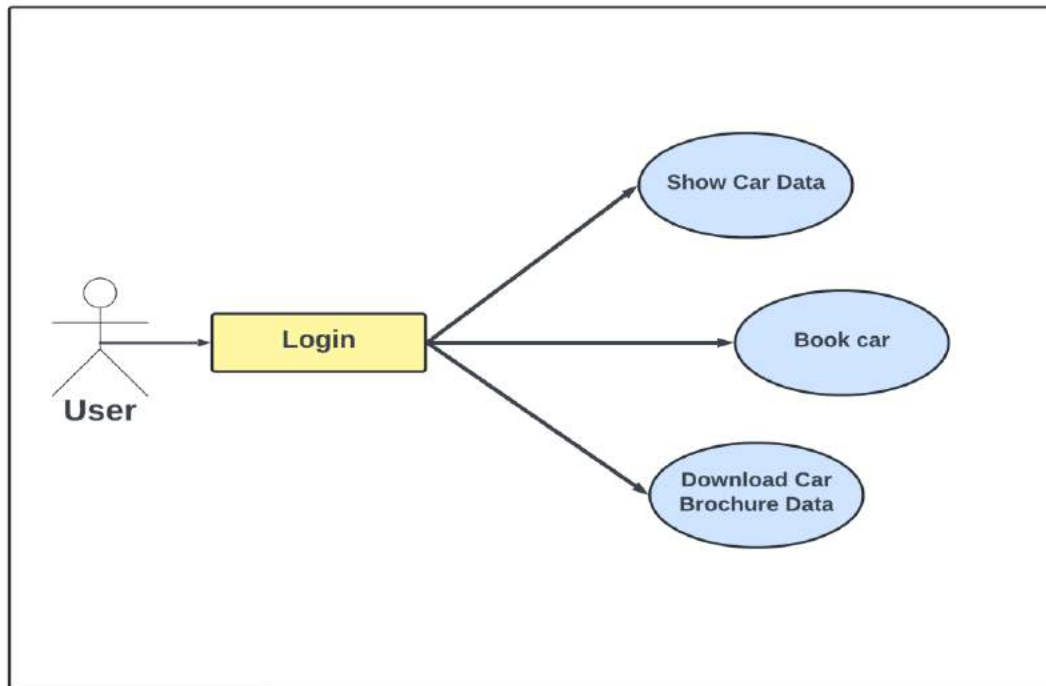 Show Car Data
Book car
Login
User
Download Car
Brochure Data